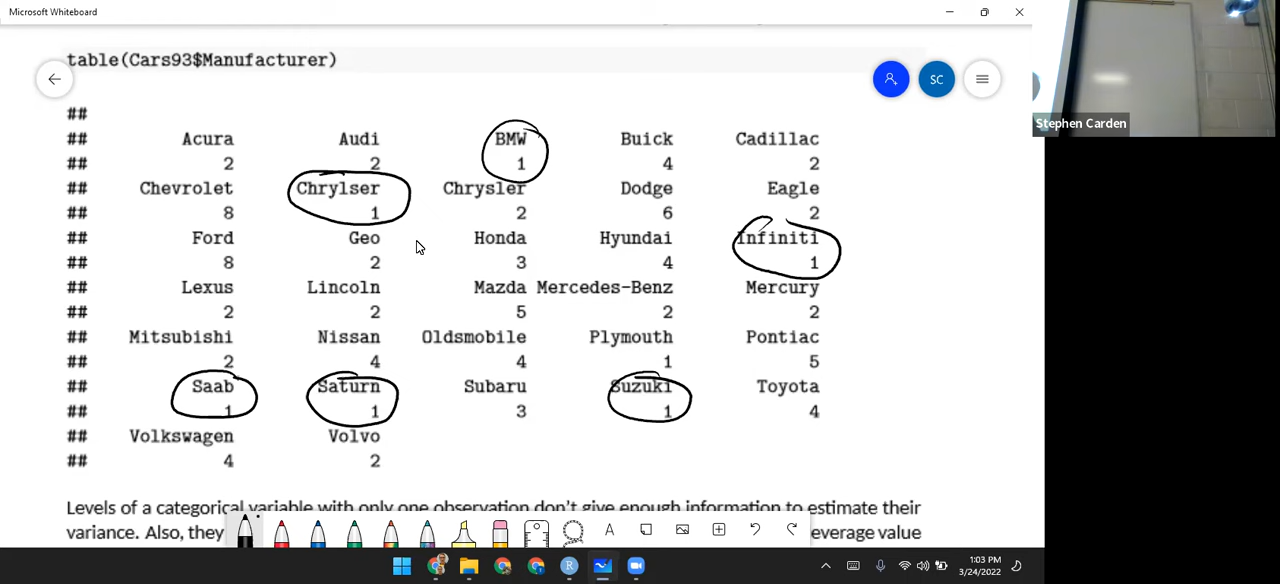 Microsoft Whiteboard
table(Cars93$Manufacturer)
SC
Stephen Carden
##
## Acura Audi BMW Buick Cadillac
## 2 2 1 4 2
## Chevrolet Chrylser Chrysler Dodge Eagle
## 8 1 2 6 2
## Ford Geo Honda Hyundai Infiniti
## 8 2 3 4 1
## Lexus Lincoln Mazda Mercedes-Benz Mercury
## 2 2 5 2 2
## Mitsubishi Nissan Oldsmobile Plymouth Pontiac
## 2 4 4 1 5
## Saab Saturn Subaru Suzuki Toyota
## 1 1 3 1 4
## Volkswagen Volvo
## 4 2
Levels of a categorical variable with only one observation don't give enough information to estimate their
variance. Also, they everage value
A
R
1:03 PM
3/24/2022